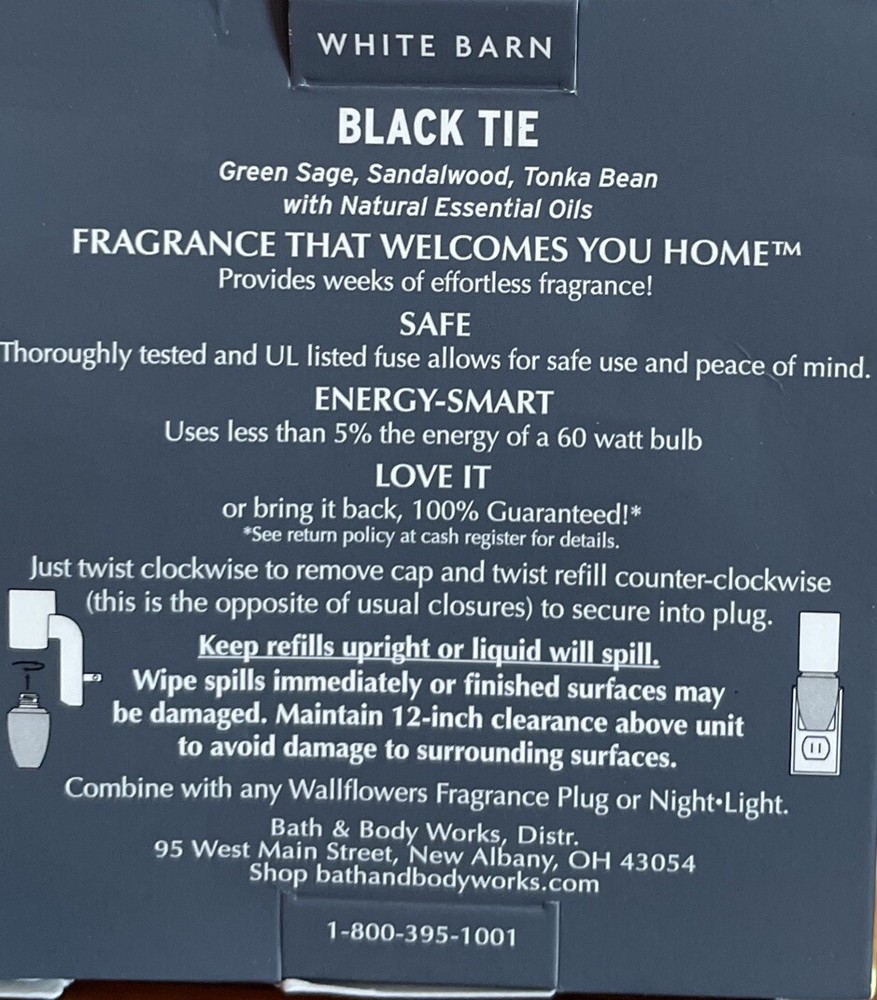 WHITE BARN
BLACK TIE
Green Sage, Sandalwood, Tonka Bean
with Natural Essential Oils
FRAGRANCE THAT WELCOMES YOU HOME™
Provides weeks of effortless fragrance!
SAFE
Thoroughly tested and UL listed fuse allows for safe use and peace of mind.
ENERGY-SMART
Uses less than 5% the energy of a 60 watt bulb
LOVE IT
or bring it back, 100% Guaranteed!*
*See return policy at cash register for details.
Just twist clockwise to remove cap and twist refill counter-clockwise
(this is the opposite of usual closures) to secure into plug.
Keep refills upright or liquid will spill.
Wipe spills immediately or finished surfaces may
be damaged. Maintain 12-inch clearance above unit
to avoid damage to surrounding surfaces.
Combine with any Wallflowers Fragrance Plug or Night•Light.
Bath & Body Works, Distr.
95 West Main Street, New Albany, OH 43054
Shop bathandbodyworks.com
1-800-395-1001